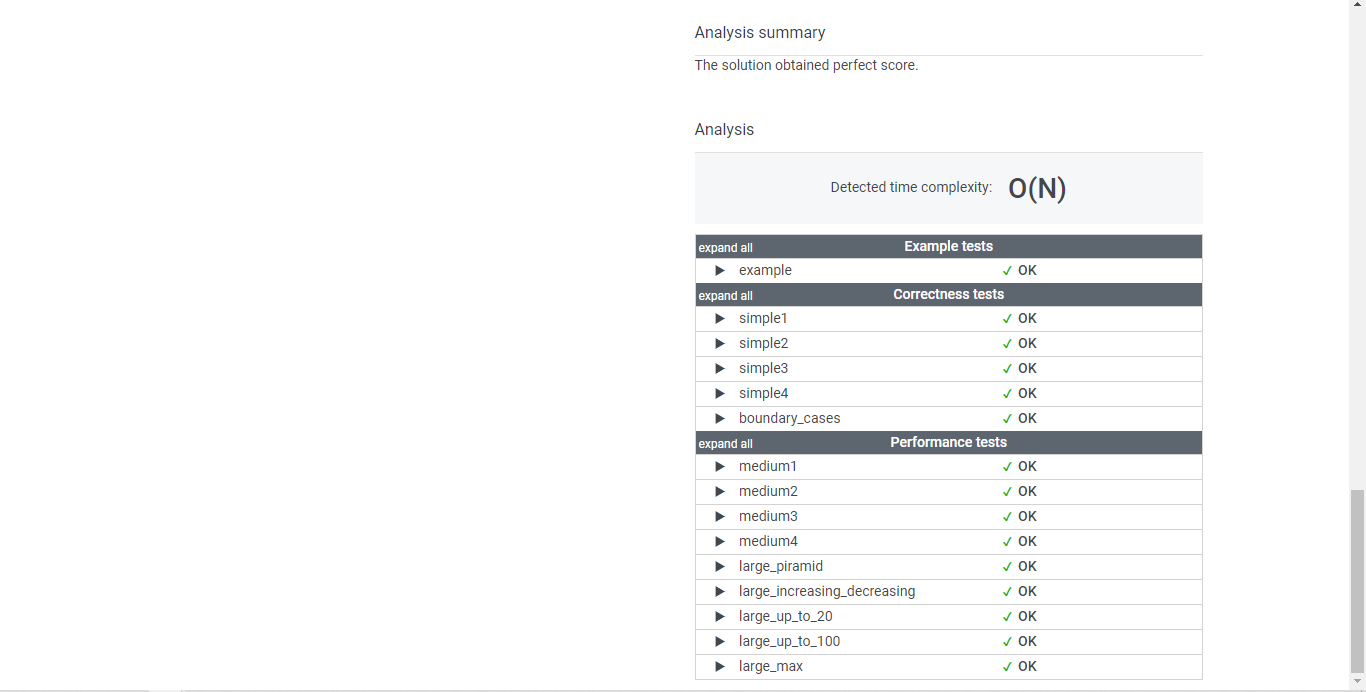 Analysis summary
The solution obtained perfect score.
Analysis
Detected time complexity: O(N)
expand all Example tests
▶ example ✓ OK
expand all Correctness tests
▶ simple1 ✓ OK
▶ simple2 ✓ OK
▶ simple3 ✓ OK
▶ simple4 ✓ OK
▶ boundary_cases ✓ OK
expand all Performance tests
▶ medium1 ✓ OK
▶ medium2 ✓ OK
▶ medium3 ✓ OK
▶ medium4 ✓ OK
▶ large_piramid ✓ OK
▶ large_increasing_decreasing ✓ OK
▶ large_up_to_20 ✓ OK
▶ large_up_to_100 ✓ OK
▶ large_max ✓ OK